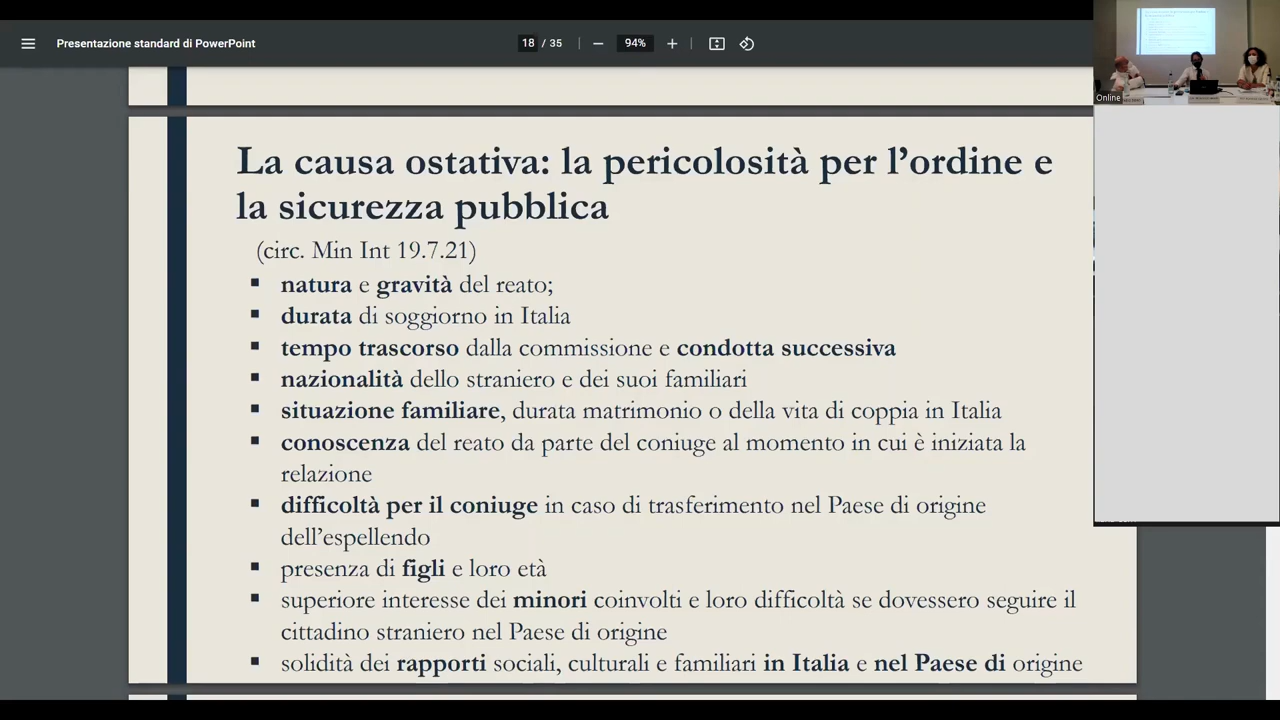 Presentazione standard di PowerPoint
18 / 35
94%
Online
La causa ostativa: la pericolosità per l’ordine e
la sicurezza pubblica
(circ. Min Int 19.7.21)
natura e gravità del reato;
durata di soggiorno in Italia
tempo trascorso dalla commissione e condotta successiva
nazionalità dello straniero e dei suoi familiari
situazione familiare, durata matrimonio o della vita di coppia in Italia
conoscenza del reato da parte del coniuge al momento in cui è iniziata la
relazione
difficoltà per il coniuge in caso di trasferimento nel Paese di origine
dell’espellendo
presenza di figli e loro età
superiore interesse dei minori coinvolti e loro difficoltà se dovessero seguire il
cittadino straniero nel Paese di origine
solidità dei rapporti sociali, culturali e familiari in Italia e nel Paese di origine